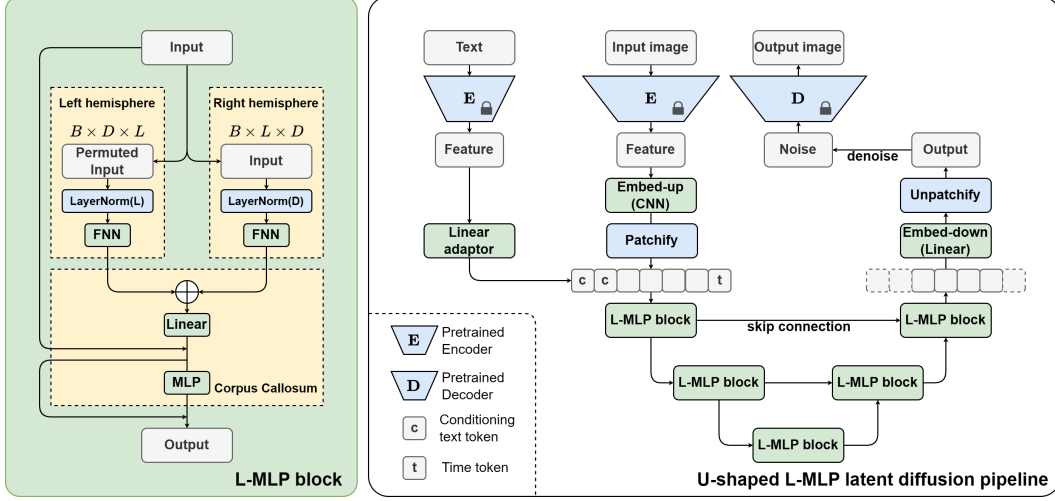 Input
Left hemisphere
B × D × L
Permuted
Input
LayerNorm(L)
FNN
Right hemisphere
B × L × D
Input
LayerNorm(D)
FNN
Linear
MLP
Corpus Callosum
Output
L-MLP block
Text
E
Feature
Linear
adaptor
Input image
E
Feature
Embed-up
(CNN)
Patchify
c c t
L-MLP block
skip connection
L-MLP block
L-MLP block
L-MLP block
L-MLP block
Embed-down
(Linear)
Unpatchify
Output
denoise
Noise
D
Output image
E
Pretrained
Encoder
D
Pretrained
Decoder
c
Conditioning
text token
t
Time token
U-shaped L-MLP latent diffusion pipeline